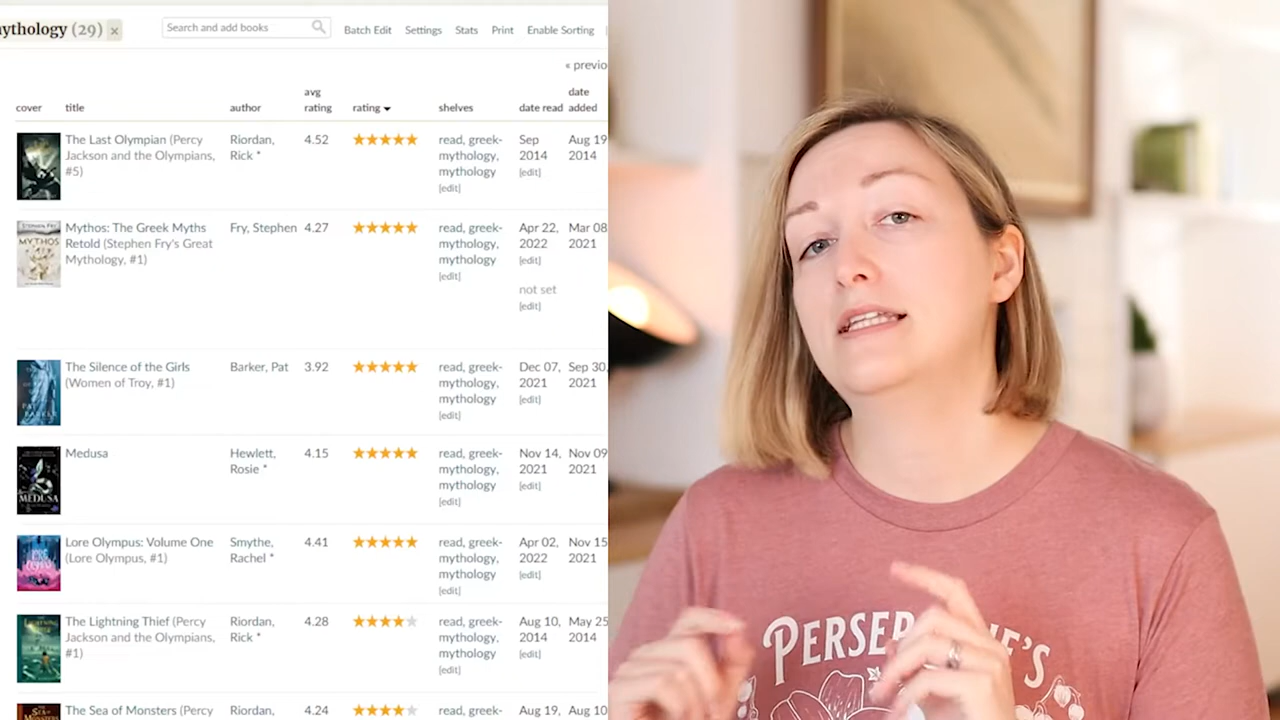 mythology (29) ×
Search and add books
Batch Edit Settings Stats Print Enable Sorting
« previo
cover title author avg rating rating shelves date read date added
The Last Olympian (Percy Jackson and the Olympians, #5)
Riordan, Rick *
4.52
read, greek-mythology, mythology
[edit]
Sep 2014
[edit]
Aug 19 2014
STEPHEN FRY
MYTHOS
Mythos: The Greek Myths Retold (Stephen Fry's Great Mythology, #1)
Fry, Stephen
4.27
read, greek-mythology, mythology
[edit]
Apr 22, 2022
[edit]
not set
[edit]
Mar 08 2021
The Silence of the Girls (Women of Troy, #1)
Barker, Pat
3.92
read, greek-mythology, mythology
[edit]
Dec 07, 2021
[edit]
Sep 30, 2021
MEDUSA
Medusa
Hewlett, Rosie *
4.15
read, greek-mythology, mythology
[edit]
Nov 14, 2021
[edit]
Nov 09 2021
Lore Olympus: Volume One (Lore Olympus, #1)
Smythe, Rachel *
4.41
read, greek-mythology, mythology
[edit]
Apr 02, 2022
[edit]
Nov 15 2021
The Lightning Thief (Percy Jackson and the Olympians, #1)
Riordan, Rick *
4.28
read, greek-mythology, mythology
[edit]
Aug 10, 2014
[edit]
May 25 2014
The Sea of Monsters (Percy
Riordan,
4.24
read, greek-
Aug 19,
Aug 10
PERSEP E'S